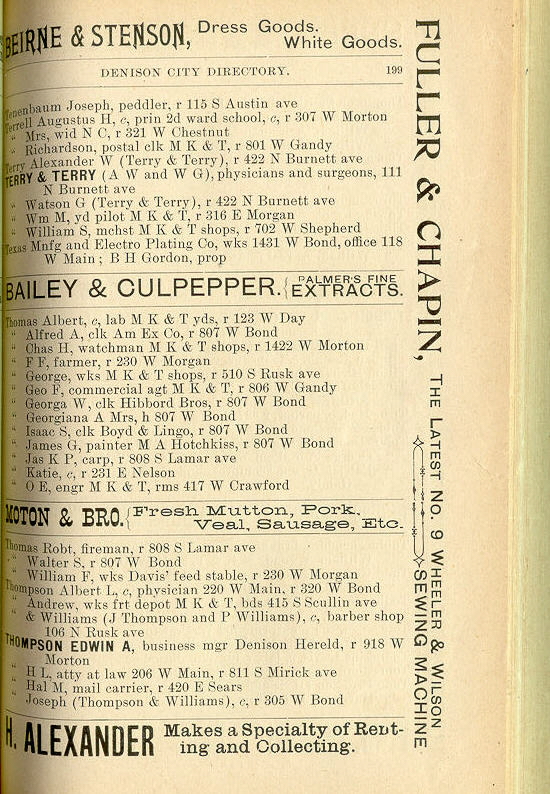 BEIRNE & STENSON, Dress Goods. White Goods.
DENISON CITY DIRECTORY. 199
Tenenbaum Joseph, peddler, r 115 S Austin ave
Terrell Augustus H, c, prin 2d ward school, c, r 307 W Morton
" Mrs, wid N C, r 321 W Chestnut
" Richardson, postal clk M K & T, r 801 W Gandy
Terry Alexander W (Terry & Terry), r 422 N Burnett ave
TERRY & TERRY (A W and W G), physicians and surgeons, 111
N Burnett ave
" Watson G (Terry & Terry), r 422 N Burnett ave
" Wm M, yd pilot M K & T, r 316 E Morgan
" William S, mchst M K & T shops, r 702 W Shepherd
Texas Mnfg and Electro Plating Co, wks 1431 W Bond, office 118
W Main ; B H Gordon, prop
BAILEY & CULPEPPER. { PALMER'S FINE EXTRACTS.
Thomas Albert, c, lab M K & T yds, r 123 W Day
" Alfred A, clk Am Ex Co, r 807 W Bond
" Chas H, watchman M K & T shops, r 1422 W Morton
" F F, farmer, r 230 W Morgan
" George, wks M K & T shops, r 510 S Rusk ave
" Geo F, commercial agt M K & T, r 806 W Gandy
" Georga W, clk Hibbord Bros, r 807 W Bond
" Georgiana A Mrs, h 807 W Bond
" Isaac S, clk Boyd & Lingo, r 807 W Bond
" James G, painter M A Hotchkiss, r 807 W Bond
" Jas K P, carp, r 808 S Lamar ave
" Katie, c, r 231 E Nelson
" O E, engr M K & T, rms 417 W Crawford
MOTON & BRO. { Fresh Mutton, Pork, Veal, Sausage, Etc.
Thomas Robt, fireman, r 808 S Lamar ave
" Walter S, r 807 W Bond
" William F, wks Davis' feed stable, r 230 W Morgan
Thompson Albert L, c, physician 220 W Main, r 320 W Bond
" Andrew, wks frt depot M K & T, bds 415 S Scullin ave
" & Williams (J Thompson and P Williams), c, barber shop
106 N Rusk ave
THOMPSON EDWIN A, business mgr Denison Hereld, r 918 W
Morton
" H L, atty at law 206 W Main, r 811 S Mirick ave
" Hal M, mail carrier, r 420 E Sears
" Joseph (Thompson & Williams), c, r 305 W Bond
H. ALEXANDER Makes a Specialty of Rent-
ing and Collecting.
FULLER & CHAPIN, THE LATEST NO. 9 WHEELER & WILSON
SEWING MACHINE